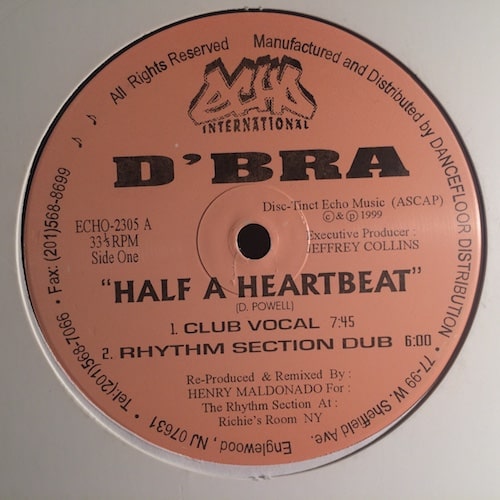 ♪ ♪ All Rights Reserved Manufactured and Distributed by DANCEFLOOR DISTRIBUTION • 77-99 W. Sheffield Ave. Englewood, NJ 07631 • Tel:(201)568-7066 • Fax: (201)568-8699
ECHO
INTERNATIONAL
D'BRA
ECHO-2305 A
33⅓ RPM
Side One
Disc-Tinct Echo Music (ASCAP)
©&℗1999
Executive Producer :
JEFFREY COLLINS
"HALF A HEARTBEAT"
(D. POWELL)
1. CLUB VOCAL 7:45
2. RHYTHM SECTION DUB 6:00
Re-Produced & Remixed By :
HENRY MALDONADO For :
The Rhythm Section At :
Richie's Room NY